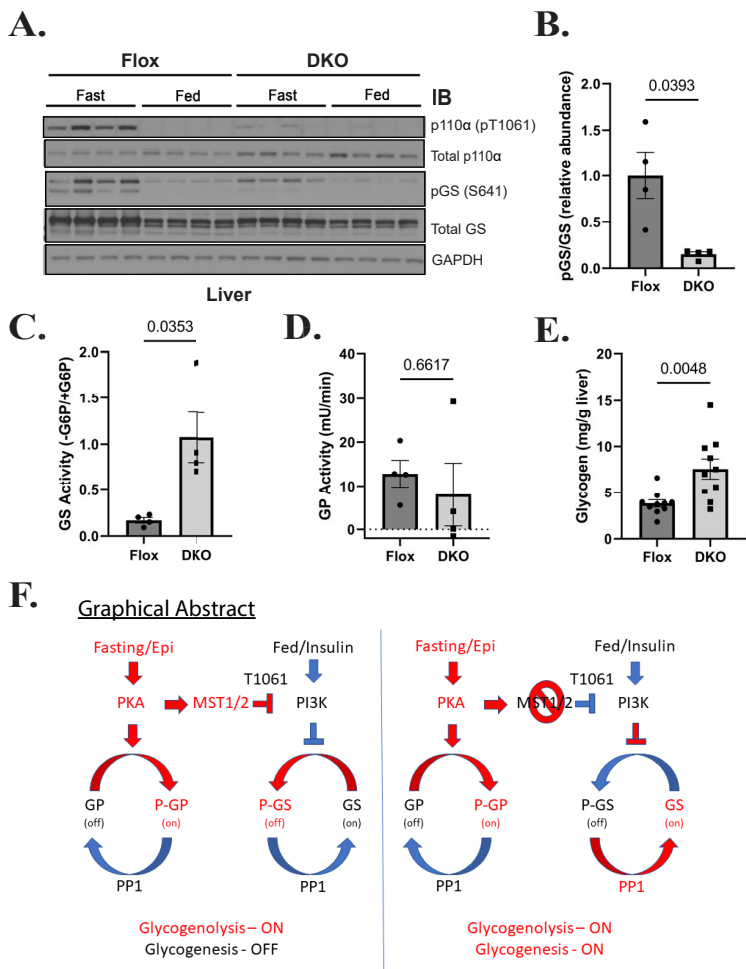 A.
Flox DKO
Fast Fed Fast Fed IB
p110α (pT1061)
Total p110α
pGS (S641)
Total GS
GAPDH
Liver
B.
pGS/GS (relative abundance)
0.0393
2.0
1.5
1.0
0.5
0.0
Flox DKO
C.
GS Activity (-G6P/+G6P)
0.0353
2.0
1.5
1.0
0.5
0.0
Flox DKO
D.
GP Activity (mU/min)
0.6617
40
30
20
10
0
Flox DKO
E.
Glycogen (mg/g liver)
0.0048
20
15
10
5
0
Flox DKO
F.
Graphical Abstract
Fasting/Epi Fed/Insulin
T1061
PKA MST1/2 PI3K
GP P-GP P-GS GS
(off) (on) (off) (on)
PP1 PP1
Glycogenolysis – ON
Glycogenesis - OFF
Fasting/Epi Fed/Insulin
T1061
PKA MST1/2 PI3K
GP P-GP P-GS GS
(off) (on) (off) (on)
PP1 PP1
Glycogenolysis – ON
Glycogenesis - ON